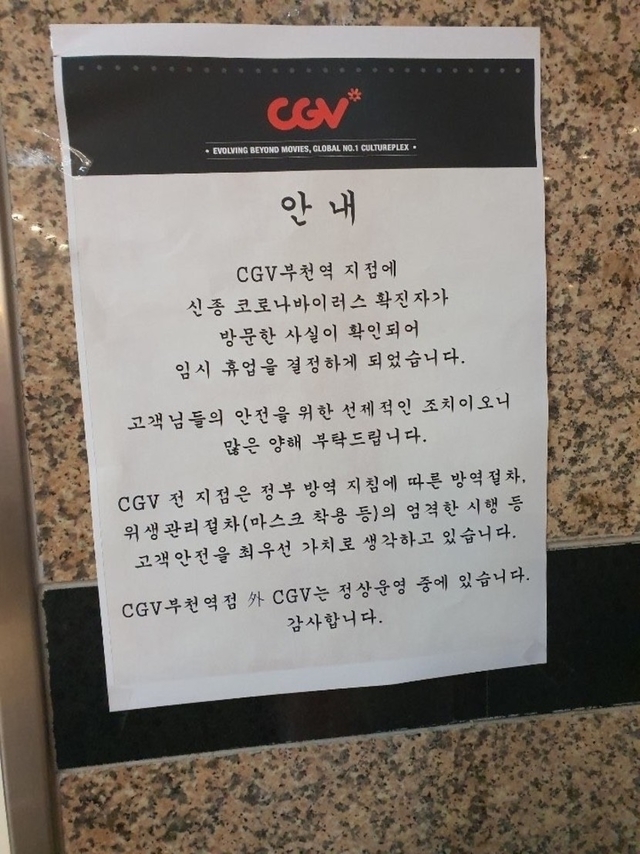 CGV
• EVOLVING BEYOND MOVIES, GLOBAL NO.1 CULTUREPLEX •
안 내
CGV부천역 지점에
신종 코로나바이러스 확진자가
방문한 사실이 확인되어
임시 휴업을 결정하게 되었습니다.
고객님들의 안전을 위한 선제적인 조치이오니
많은 양해 부탁드립니다.
CGV 전 지점은 정부 방역 지침에 따른 방역절차,
위생관리절차(마스크 착용 등)의 엄격한 시행 등
고객안전을 최우선 가치로 생각하고 있습니다.
CGV부천역점 外 CGV는 정상운영 중에 있습니다.
감사합니다.